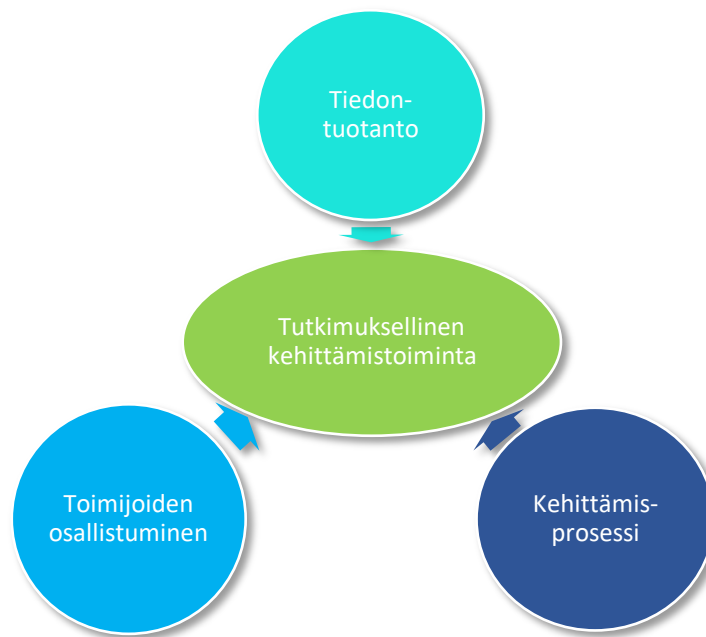 Tiedon-
tuotanto
Tutkimuksellinen
kehittämistoiminta
Toimijoiden
osallistuminen
Kehittämis-
prosessi